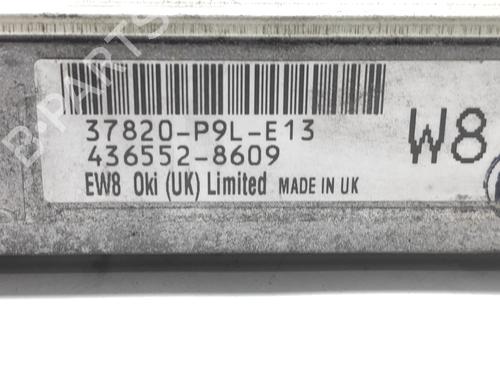 B-PARTS
37820-P9L-E13
436552-8609
EW8 Oki (UK) Limited MADE IN UK
W8